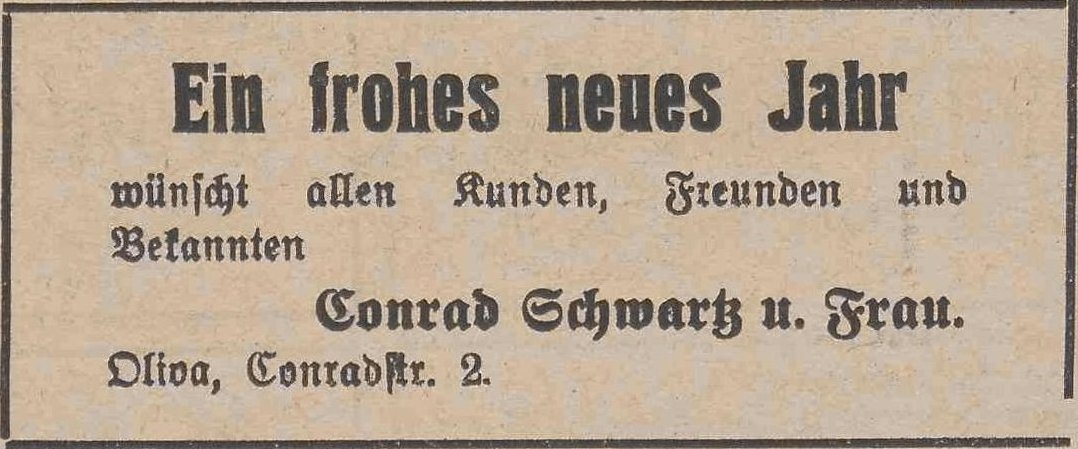 Ein frohes neues Jahr
wünscht allen Kunden, Freunden und
Bekannten
Conrad Schwartz u. Frau.
Oliva, Conradstr. 2.